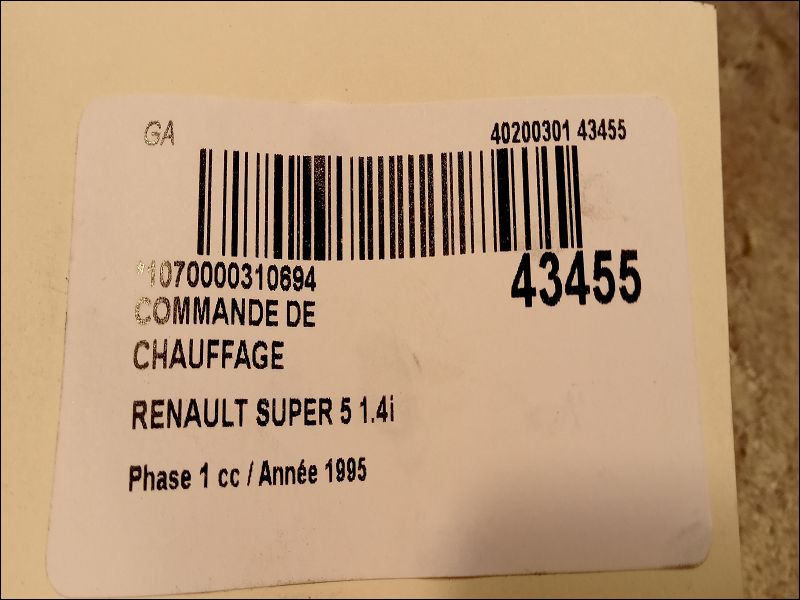 GA
40200301 43455
*1070000310694
43455
COMMANDE DE
CHAUFFAGE
RENAULT SUPER 5 1.4i
Phase 1 cc / Année 1995